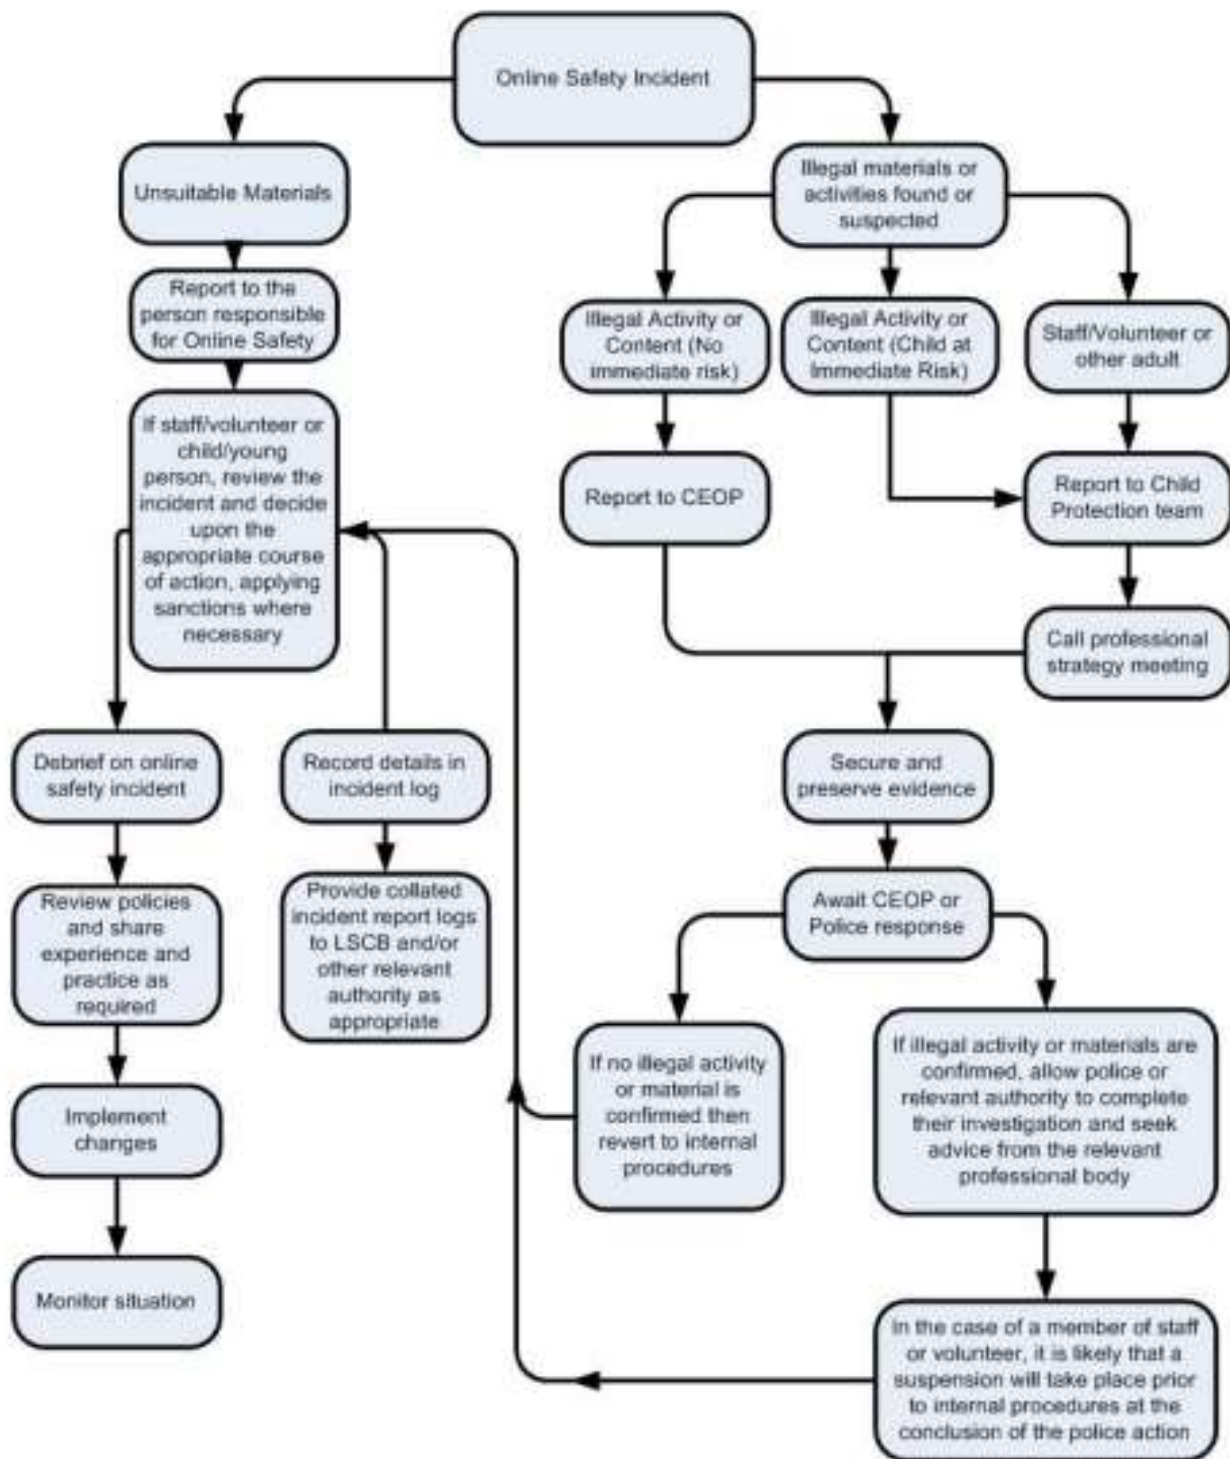 Online Safety Incident
Unsuitable Materials
Illegal materials or
activities found or
suspected
Report to the
person responsible
for Online Safety
Illegal Activity or
Content (No
immediate risk)
Illegal Activity or
Content (Child at
Immediate Risk)
Staff/Volunteer or
other adult
If staff/volunteer or
child/young
person, review the
incident and decide
upon the
appropriate course
of action, applying
sanctions where
necessary
Report to CEOP
Report to Child
Protection team
Call professional
strategy meeting
Debrief on online
safety incident
Record details in
incident log
Secure and
preserve evidence
Review policies
and share
experience and
practice as
required
Provide collated
incident report logs
to LSCB and/or
other relevant
authority as
appropriate
Await CEOP or
Police response
Implement
changes
If no illegal activity
or material is
confirmed then
revert to internal
procedures
If illegal activity or materials are
confirmed, allow police or
relevant authority to complete
their investigation and seek
advice from the relevant
professional body
Monitor situation
In the case of a member of staff
or volunteer, it is likely that a
suspension will take place prior
to internal procedures at the
conclusion of the police action